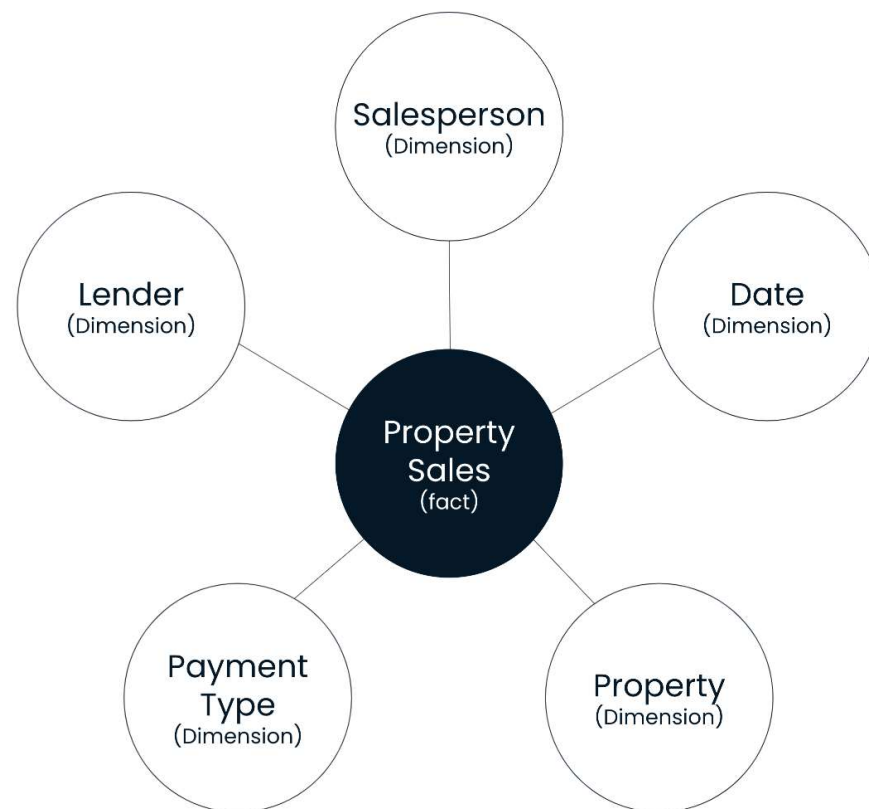 Salesperson
(Dimension)
Lender
(Dimension)
Date
(Dimension)
Property
Sales
(fact)
Payment
Type
(Dimension)
Property
(Dimension)